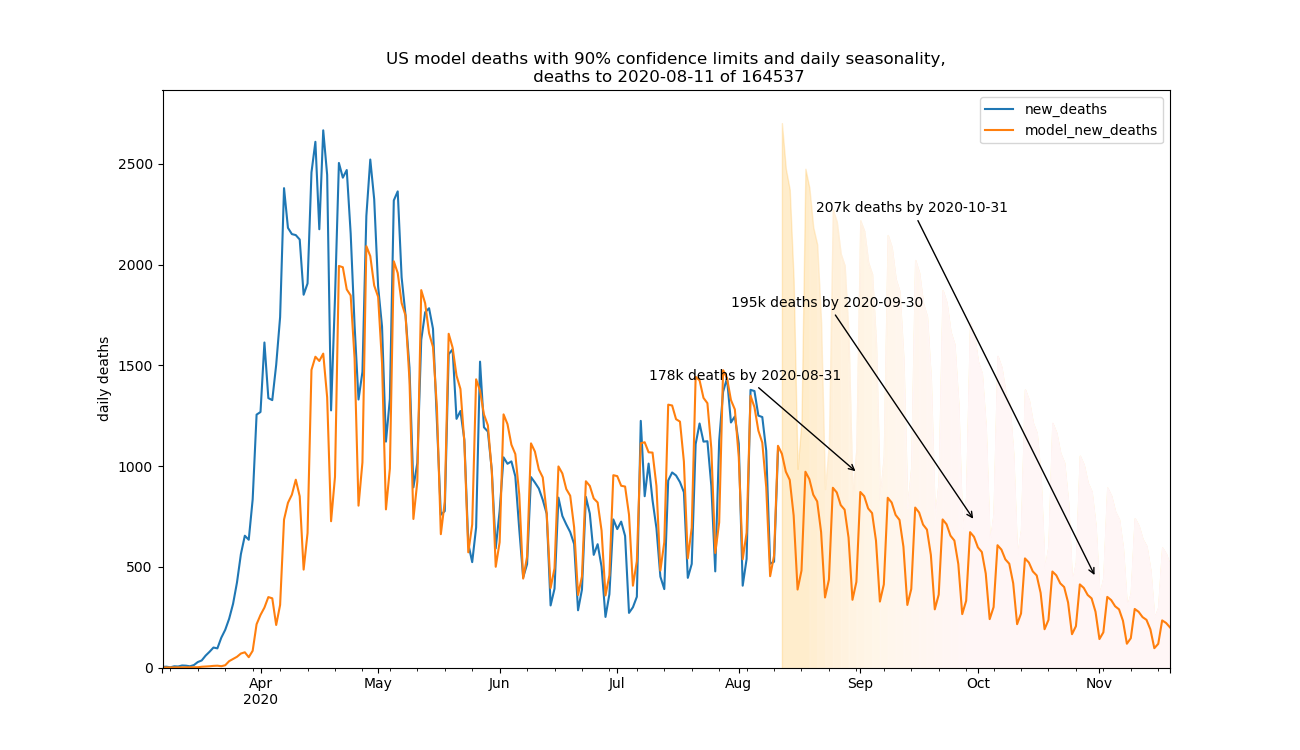 US model deaths with 90% confidence limits and daily seasonality,
deaths to 2020-08-11 of 164537
new_deaths
model_new_deaths
2500
2000
1500
1000
500
0
daily deaths
207k deaths by 2020-10-31
195k deaths by 2020-09-30
178k deaths by 2020-08-31
Apr
2020
May
Jun
Jul
Aug
Sep
Oct
Nov